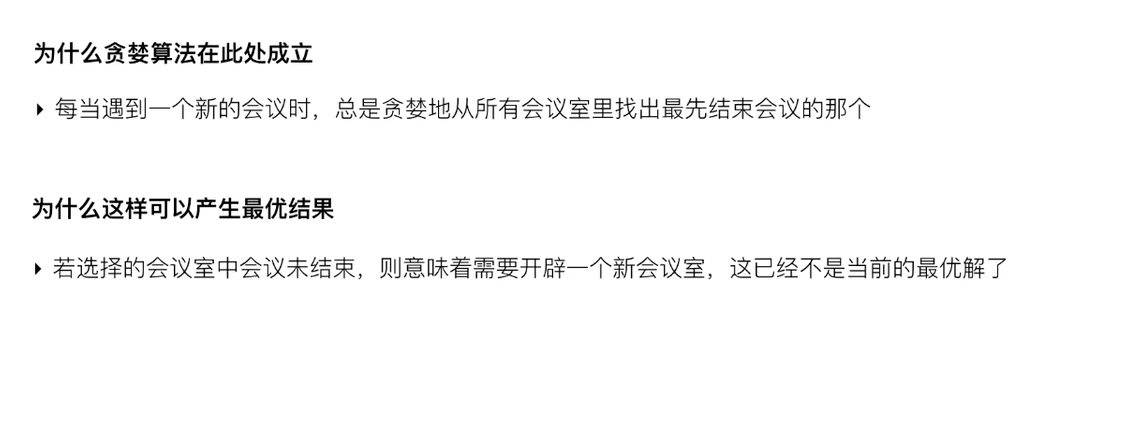 为什么贪婪算法在此处成立
‣ 每当遇到一个新的会议时，总是贪婪地从所有会议室里找出最先结束会议的那个
为什么这样可以产生最优结果
‣ 若选择的会议室中会议未结束，则意味着需要开辟一个新会议室，这已经不是当前的最优解了